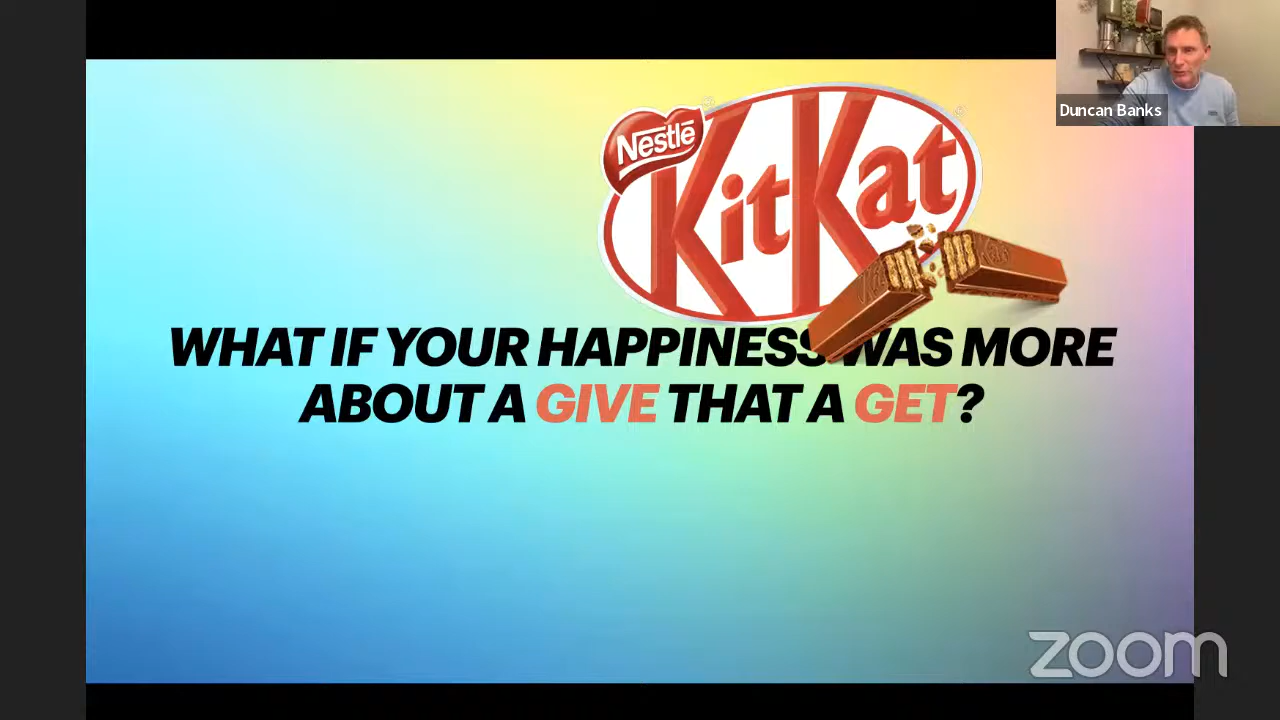 Duncan Banks
Nestlé
KitKat
WHAT IF YOUR HAPPINESS WAS MORE
ABOUT A GIVE THAT A GET?
zoom